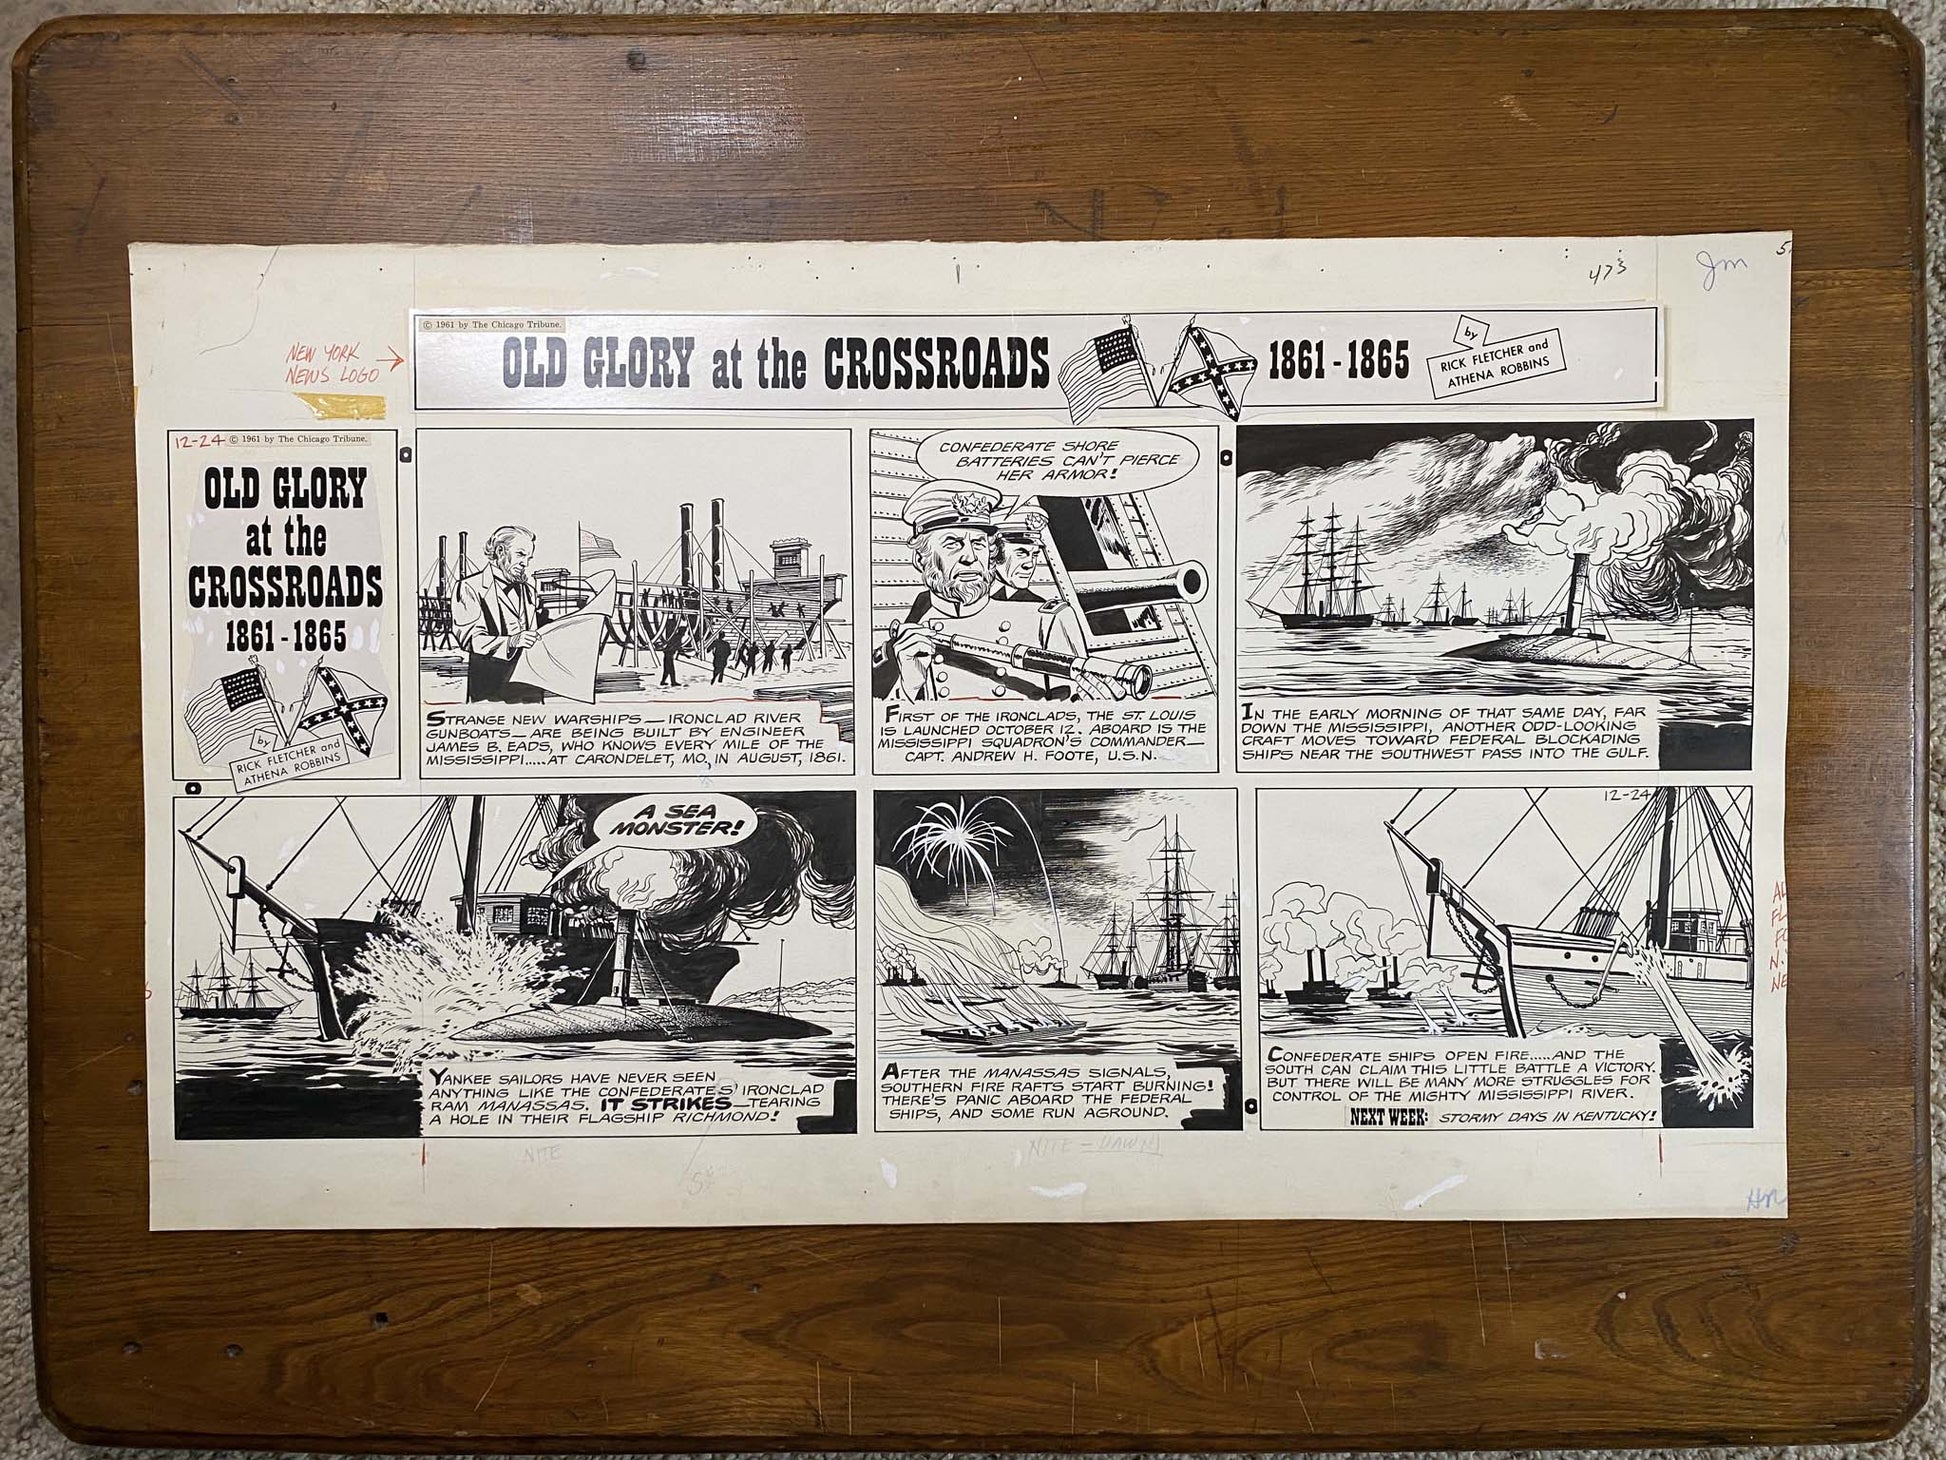 473
Jm
5
© 1961 by The Chicago Tribune.
NEW YORK
NEWS LOGO
OLD GLORY at the CROSSROADS 1861-1865
by
RICK FLETCHER and
ATHENA ROBBINS
12-24 © 1961 by The Chicago Tribune.
OLD GLORY
at the
CROSSROADS
1861-1865
by
RICK FLETCHER and
ATHENA ROBBINS
STRANGE NEW WARSHIPS — IRONCLAD RIVER
GUNBOATS — ARE BEING BUILT BY ENGINEER
JAMES B. EADS, WHO KNOWS EVERY MILE OF THE
MISSISSIPPI.....AT CARONDELET, MO, IN AUGUST, 1861.
CONFEDERATE SHORE
BATTERIES CAN'T PIERCE
HER ARMOR!
FIRST OF THE IRONCLADS, THE ST. LOUIS
IS LAUNCHED OCTOBER 12. ABOARD IS THE
MISSISSIPPI SQUADRON'S COMMANDER—
CAPT. ANDREW H. FOOTE, U.S.N.
IN THE EARLY MORNING OF THAT SAME DAY, FAR
DOWN THE MISSISSIPPI, ANOTHER ODD-LOOKING
CRAFT MOVES TOWARD FEDERAL BLOCKADING
SHIPS NEAR THE SOUTHWEST PASS INTO THE GULF.
A SEA
MONSTER!
YANKEE SAILORS HAVE NEVER SEEN
ANYTHING LIKE THE CONFEDERATES' IRONCLAD
RAM MANASSAS. IT STRIKES—TEARING
A HOLE IN THEIR FLAGSHIP RICHMOND!
AFTER THE MANASSAS SIGNALS,
SOUTHERN FIRE RAFTS START BURNING!
THERE'S PANIC ABOARD THE FEDERAL
SHIPS, AND SOME RUN AGROUND.
12-24
CONFEDERATE SHIPS OPEN FIRE.....AND THE
SOUTH CAN CLAIM THIS LITTLE BATTLE A VICTORY.
BUT THERE WILL BE MANY MORE STRUGGLES FOR
CONTROL OF THE MIGHTY MISSISSIPPI RIVER.
NEXT WEEK: STORMY DAYS IN KENTUCKY!
NITE
NITE - DAWN